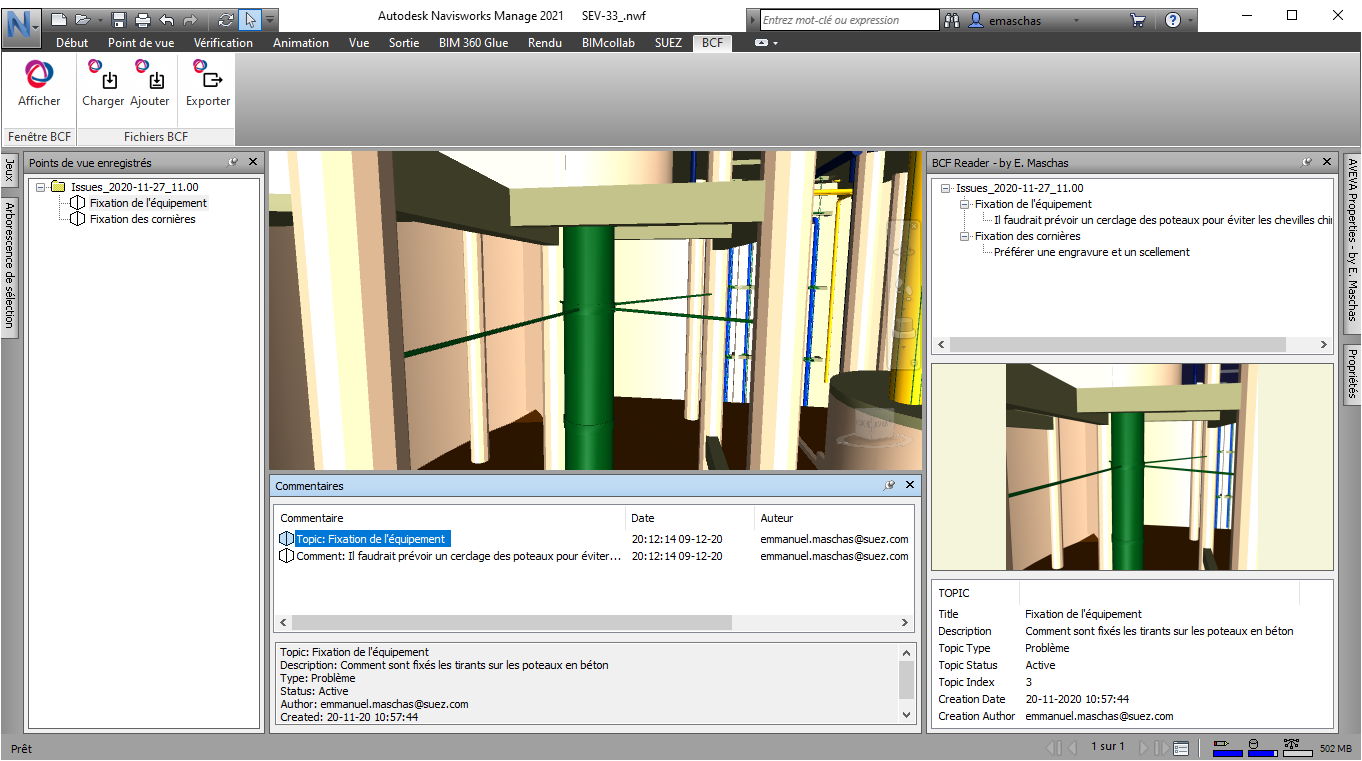 Autodesk Navisworks Manage 2021 SEV-33_.nwf
Entrez mot-clé ou expression
emaschas
Début Point de vue Vérification Animation Vue Sortie BIM 360 Glue Rendu BIMcollab SUEZ BCF
Afficher Charger Ajouter Exporter
Fenêtre BCF Fichiers BCF
Jeux
Arborescence de sélection
Points de vue enregistrés
Issues_2020-11-27_11.00
Fixation de l'équipement
Fixation des cornières
Commentaires
Commentaire Date Auteur
Topic: Fixation de l'équipement 20:12:14 09-12-20 emmanuel.maschas@suez.com
Comment: Il faudrait prévoir un cerclage des poteaux pour éviter... 20:12:14 09-12-20 emmanuel.maschas@suez.com
Topic: Fixation de l'équipement
Description: Comment sont fixés les tirants sur les poteaux en béton
Type: Problème
Status: Active
Author: emmanuel.maschas@suez.com
Created: 20-11-20 10:57:44
BCF Reader - by E. Maschas
Issues_2020-11-27_11.00
Fixation de l'équipement
Il faudrait prévoir un cerclage des poteaux pour éviter les chevilles chi
Fixation des cornières
Préférer une engravure et un scellement
TOPIC
Title Fixation de l'équipement
Description Comment sont fixés les tirants sur les poteaux en béton
Topic Type Problème
Topic Status Active
Topic Index 3
Creation Date 20-11-2020 10:57:44
Creation Author emmanuel.maschas@suez.com
AVEVA Properties - by E. Maschas
Propriétés
Prêt
1 sur 1
502 MB